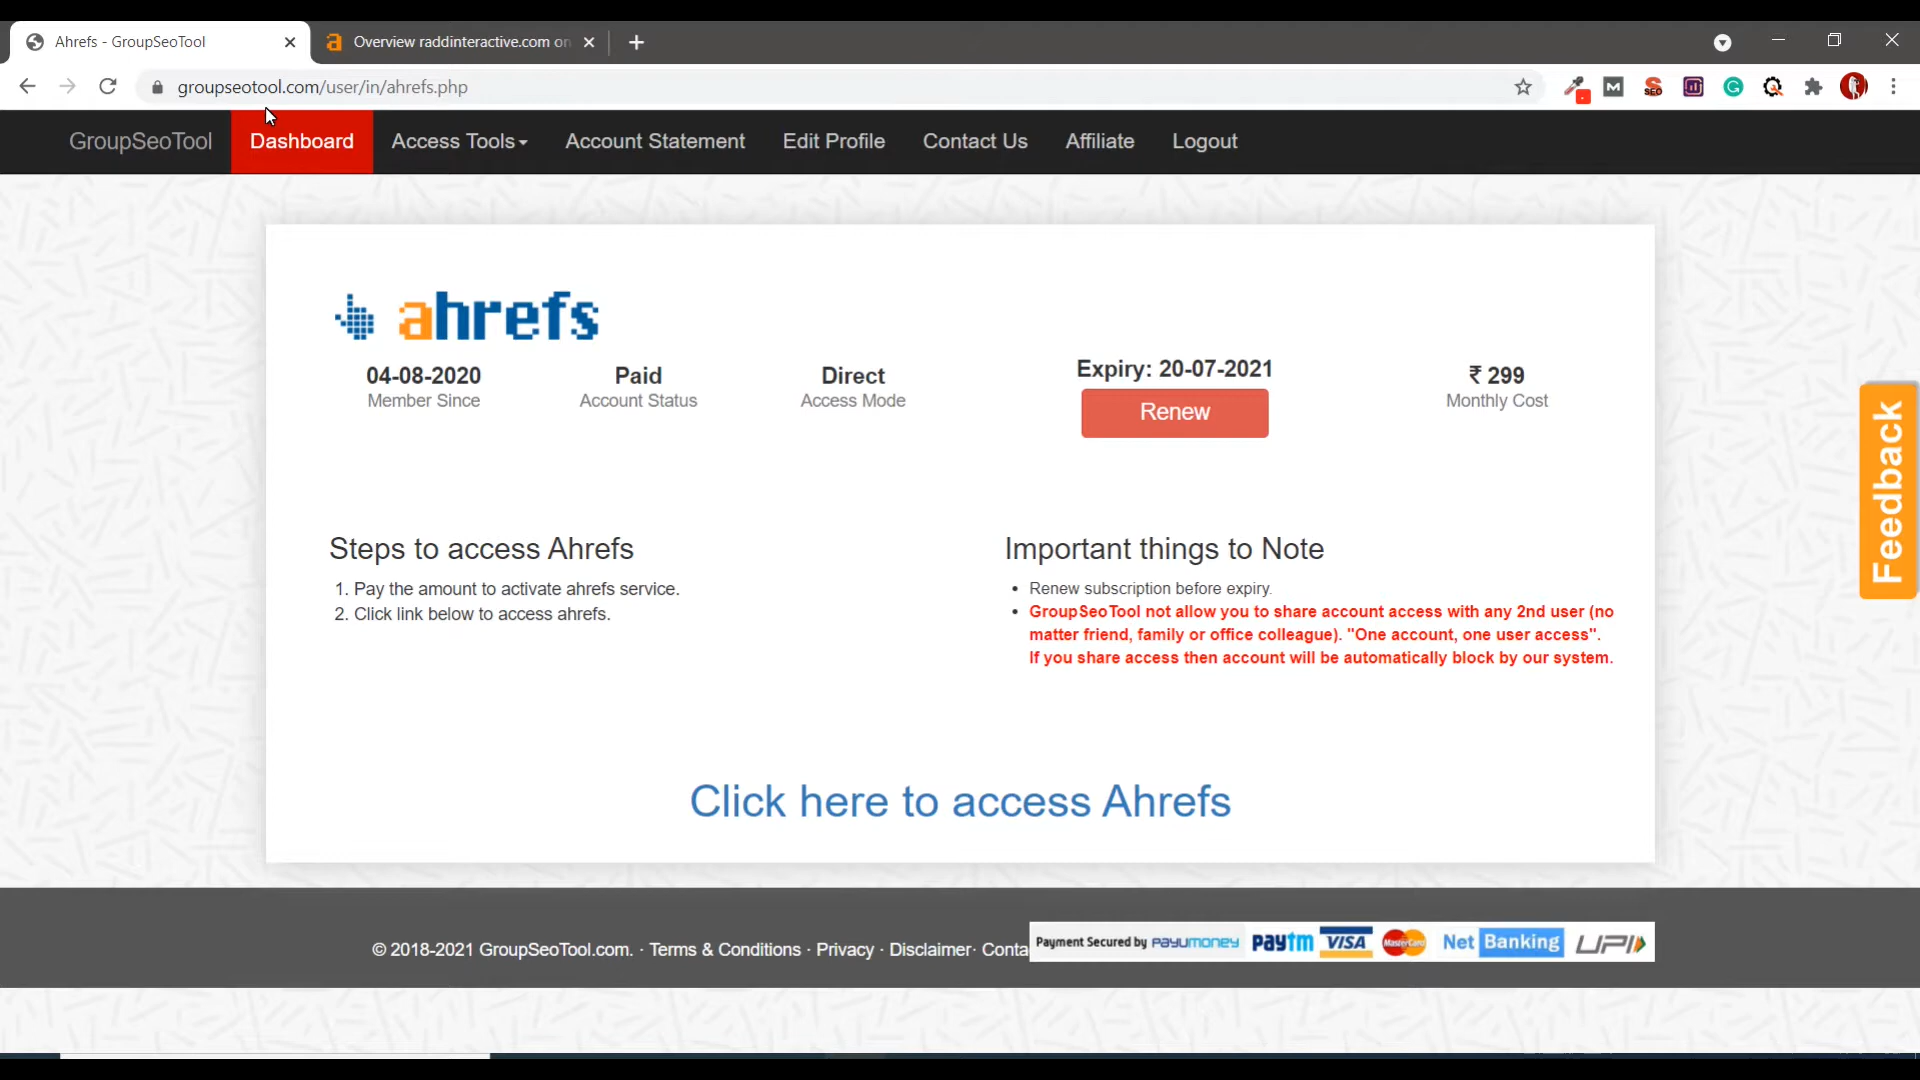 Ahrefs - GroupSeoTool
Overview raddinteractive.com on
groupseotool.com/user/in/ahrefs.php
GroupSeoTool
Dashboard
Access Tools
Account Statement
Edit Profile
Contact Us
Affiliate
Logout
ahrefs
04-08-2020
Member Since
Paid
Account Status
Direct
Access Mode
Expiry: 20-07-2021
Renew
₹ 299
Monthly Cost
Steps to access Ahrefs
1. Pay the amount to activate ahrefs service.
2. Click link below to access ahrefs.
Important things to Note
• Renew subscription before expiry.
• GroupSeoTool not allow you to share account access with any 2nd user (no
matter friend, family or office colleague). "One account, one user access".
If you share access then account will be automatically block by our system.
Click here to access Ahrefs
Feedback
© 2018-2021 GroupSeoTool.com. · Terms & Conditions · Privacy · Disclaimer· Conta
Payment Secured by PayUmoney paytm VISA MasterCard Net Banking UPI